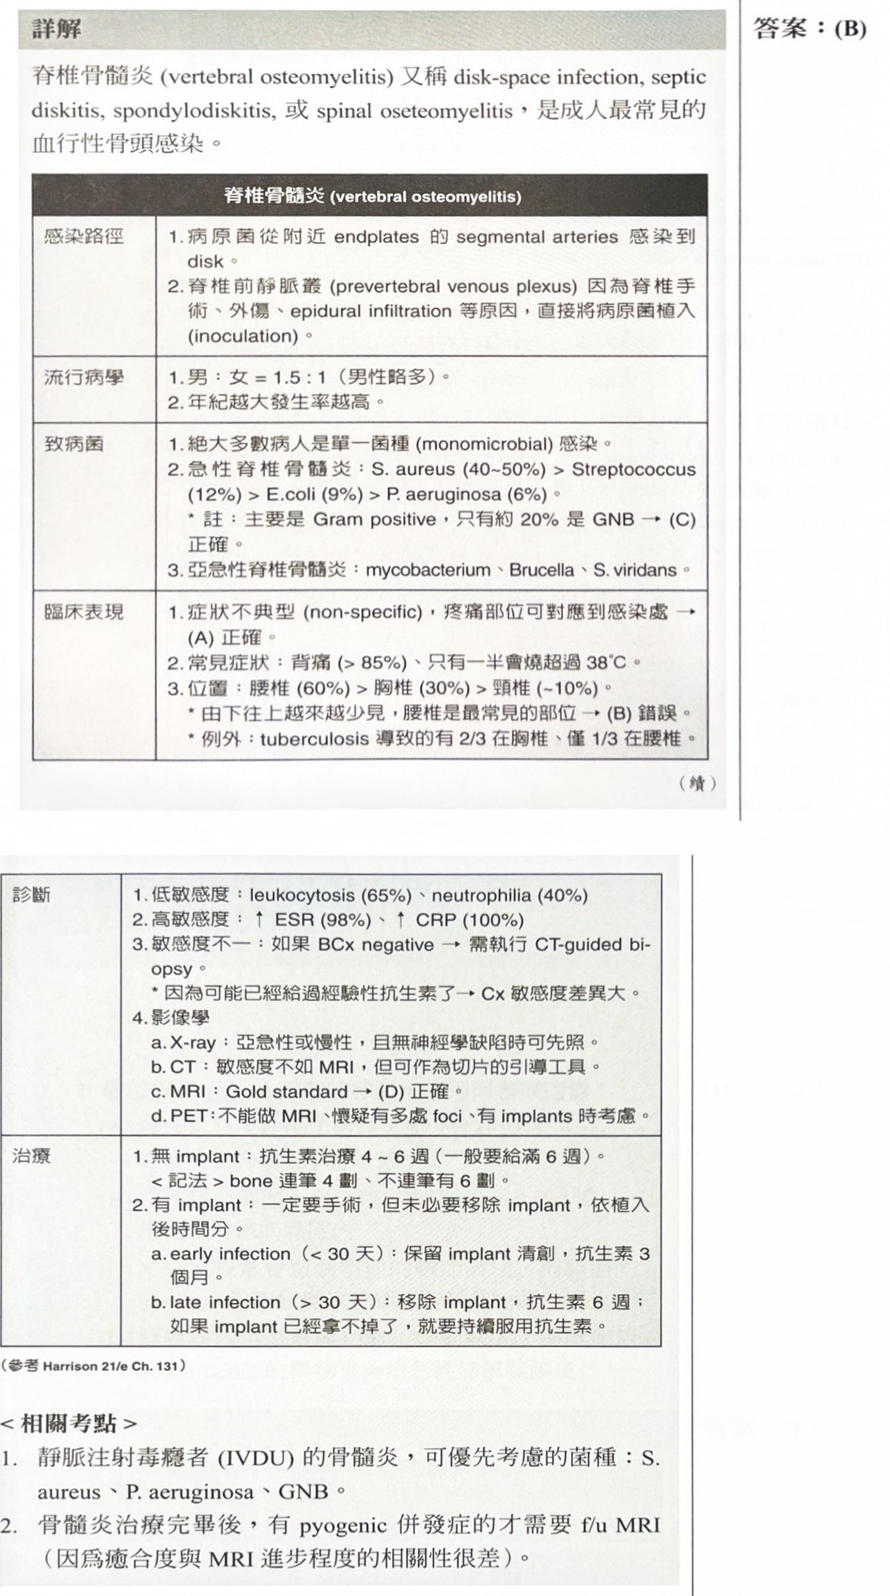 詳解
答案：(B)
脊椎骨髓炎 (vertebral osteomyelitis) 又稱 disk-space infection, septic
diskitis, spondylodiskitis, 或 spinal oseteomyelitis，是成人最常見的
血行性骨頭感染。
脊椎骨髓炎 (vertebral osteomyelitis)
感染路徑
1. 病原菌從附近 endplates 的 segmental arteries 感染到
disk。
2. 脊椎前靜脈叢 (prevertebral venous plexus) 因為脊椎手
術、外傷、epidural infiltration 等原因，直接將病原菌植入
(inoculation)。
流行病學
1. 男：女 = 1.5 : 1（男性略多）。
2. 年紀越大發生率越高。
致病菌
1. 絕大多數病人是單一菌種 (monomicrobial) 感染。
2. 急性脊椎骨髓炎：S. aureus (40~50%) > Streptococcus
(12%) > E.coli (9%) > P. aeruginosa (6%)。
* 註：主要是 Gram positive，只有約 20% 是 GNB → (C)
正確。
3. 亞急性脊椎骨髓炎：mycobacterium、Brucella、S. viridans。
臨床表現
1. 症狀不典型 (non-specific)，疼痛部位可對應到感染處 →
(A) 正確。
2. 常見症狀：背痛 (> 85%)、只有一半會燒超過 38˚C。
3. 位置：腰椎 (60%) > 胸椎 (30%) > 頸椎 (~10%)。
* 由下往上越來越少見，腰椎是最常見的部位 → (B) 錯誤。
* 例外：tuberculosis 導致的有 2/3 在胸椎、僅 1/3 在腰椎。
（續）
診斷
1. 低敏感度：leukocytosis (65%)、neutrophilia (40%)
2. 高敏感度：↑ ESR (98%)、↑ CRP (100%)
3. 敏感度不一：如果 BCx negative → 需執行 CT-guided bi-
opsy。
* 因為可能已經給過經驗性抗生素了→ Cx 敏感度差異大。
4. 影像學
a. X-ray：亞急性或慢性，且無神經學缺陷時可先照。
b. CT：敏感度不如 MRI，但可作為切片的引導工具。
c. MRI：Gold standard → (D) 正確。
d. PET：不能做 MRI、懷疑有多處 foci、有 implants 時考慮。
治療
1. 無 implant：抗生素治療 4 ~ 6 週（一般要給滿 6 週）。
< 記法 > bone 連筆 4 劃、不連筆有 6 劃。
2. 有 implant：一定要手術，但未必要移除 implant，依植入
後時間分。
a. early infection（< 30 天）：保留 implant 清創，抗生素 3
個月。
b. late infection（> 30 天）：移除 implant，抗生素 6 週；
如果 implant 已經拿不掉了，就要持續服用抗生素。
（參考 Harrison 21/e Ch. 131）
< 相關考點 >
1. 靜脈注射毒癮者 (IVDU) 的骨髓炎，可優先考慮的菌種：S.
aureus、P. aeruginosa、GNB。
2. 骨髓炎治療完畢後，有 pyogenic 併發症的才需要 f/u MRI
（因為癒合度與 MRI 進步程度的相關性很差）。